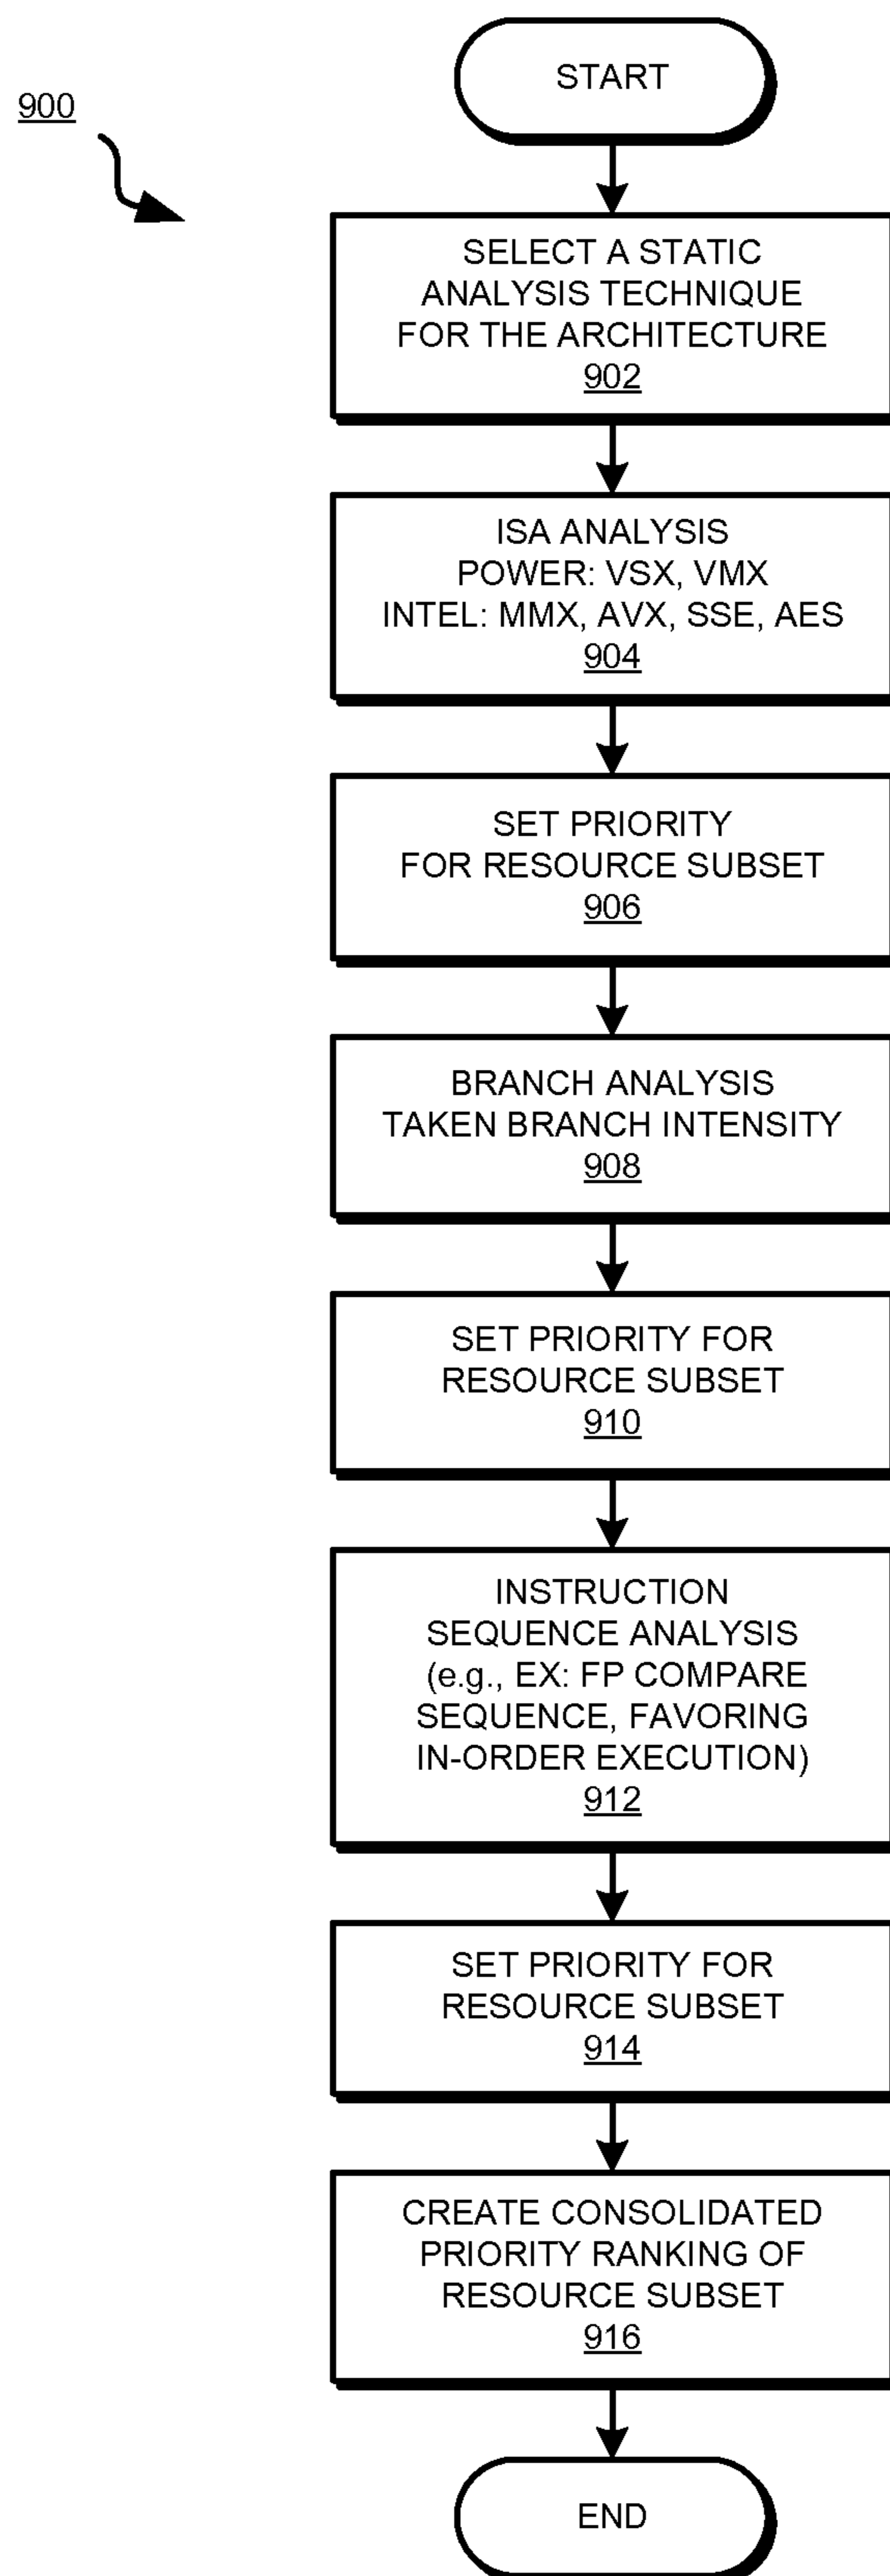 900
START
SELECT A STATIC
ANALYSIS TECHNIQUE
FOR THE ARCHITECTURE
902
ISA ANALYSIS
POWER: VSX, VMX
INTEL: MMX, AVX, SSE, AES
904
SET PRIORITY
FOR RESOURCE SUBSET
906
BRANCH ANALYSIS
TAKEN BRANCH INTENSITY
908
SET PRIORITY FOR
RESOURCE SUBSET
910
INSTRUCTION
SEQUENCE ANALYSIS
(e.g., EX: FP COMPARE
SEQUENCE, FAVORING
IN-ORDER EXECUTION)
912
SET PRIORITY FOR
RESOURCE SUBSET
914
CREATE CONSOLIDATED
PRIORITY RANKING OF
RESOURCE SUBSET
916
END